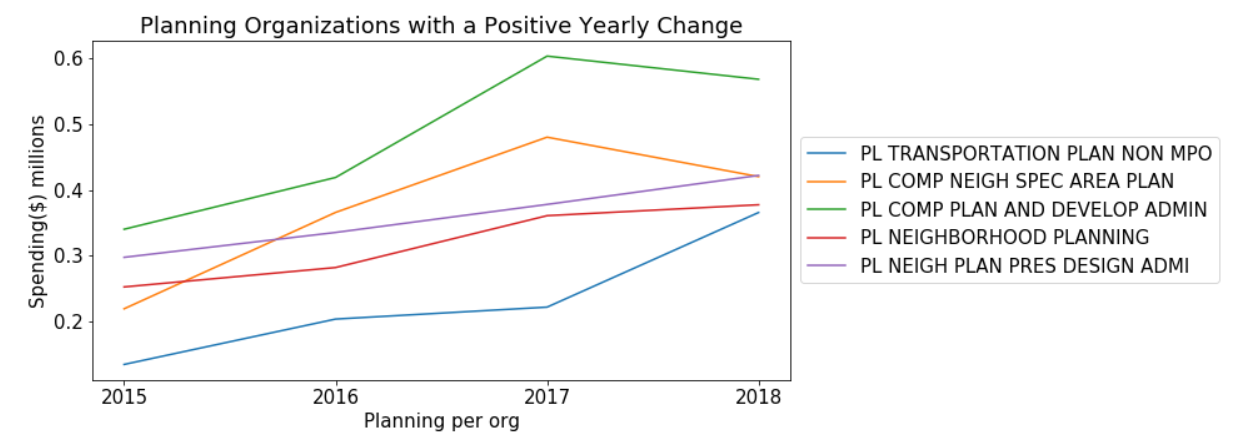 Planning Organizations with a Positive Yearly Change
0.6
0.5
0.4
0.3
0.2
Spending($) millions
2015 2016 2017 2018
Planning per org
PL TRANSPORTATION PLAN NON MPO
PL COMP NEIGH SPEC AREA PLAN
PL COMP PLAN AND DEVELOP ADMIN
PL NEIGHBORHOOD PLANNING
PL NEIGH PLAN PRES DESIGN ADMI